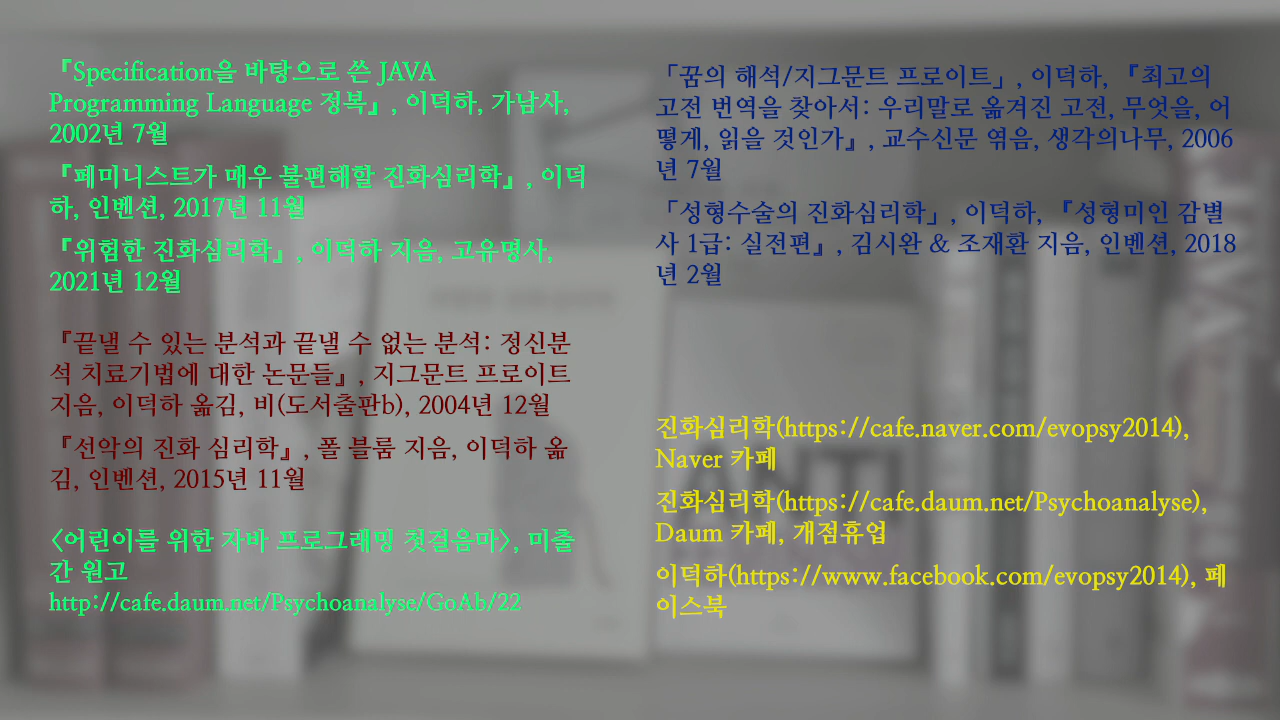 『Specification을 바탕으로 쓴 JAVA
Programming Language 정복』, 이덕하, 가남사,
2002년 7월
『페미니스트가 매우 불편해할 진화심리학』, 이덕
하, 인벤션, 2017년 11월
『위험한 진화심리학』, 이덕하 지음, 고유명사,
2021년 12월
『끝낼 수 있는 분석과 끝낼 수 없는 분석: 정신분
석 치료기법에 대한 논문들』, 지그문트 프로이트
지음, 이덕하 옮김, 비(도서출판b), 2004년 12월
『선악의 진화 심리학』, 폴 블룸 지음, 이덕하 옮
김, 인벤션, 2015년 11월
<어린이를 위한 자바 프로그래밍 첫걸음마>, 미출
간 원고
http://cafe.daum.net/Psychoanalyse/GoAb/22
「꿈의 해석/지그문트 프로이트」, 이덕하, 『최고의
고전 번역을 찾아서: 우리말로 옮겨진 고전, 무엇을, 어
떻게, 읽을 것인가』, 교수신문 엮음, 생각의나무, 2006
년 7월
「성형수술의 진화심리학」, 이덕하, 『성형미인 감별
사 1급: 실전편』, 김시완 & 조재환 지음, 인벤션, 2018
년 2월
진화심리학(https://cafe.naver.com/evopsy2014),
Naver 카페
진화심리학(https://cafe.daum.net/Psychoanalyse),
Daum 카페, 개점휴업
이덕하(https://www.facebook.com/evopsy2014), 페
이스북